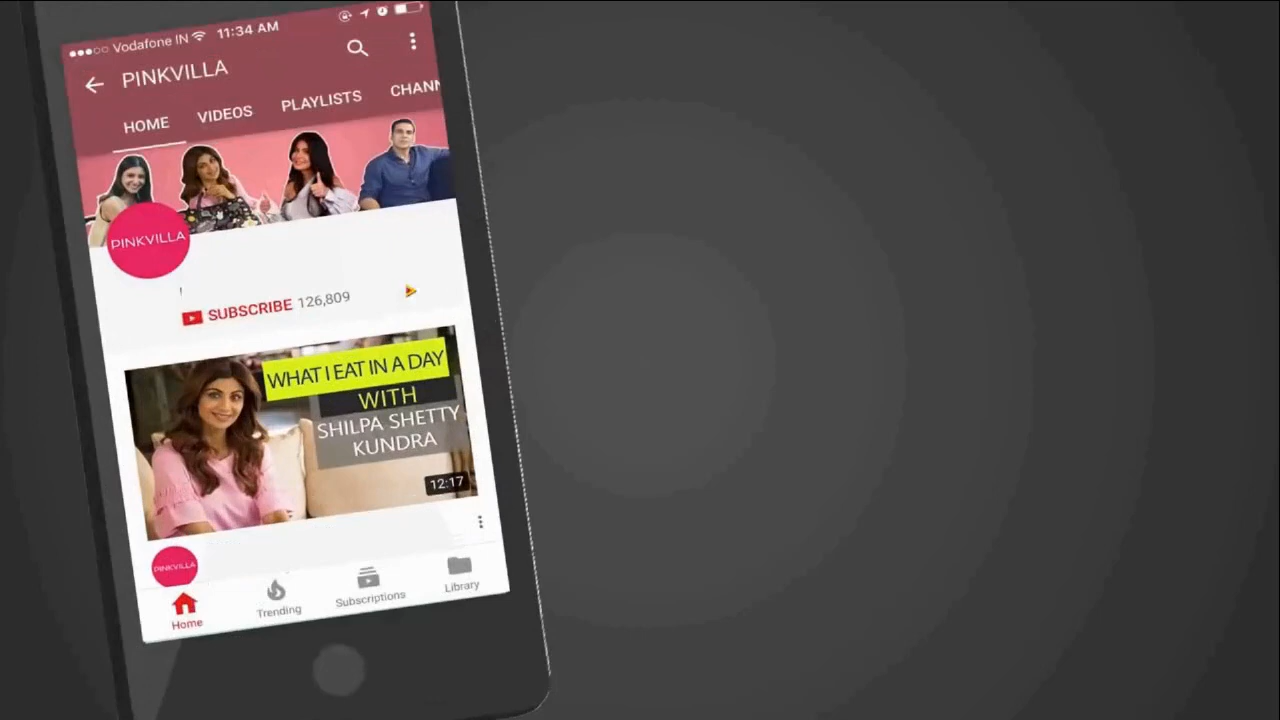 Vodafone IN 11:34 AM
PINKVILLA
HOME VIDEOS PLAYLISTS CHANN
PINKVILLA
SUBSCRIBE 126,809
WHAT I EAT IN A DAY
WITH
SHILPA SHETTY
KUNDRA
12:17
PINKVILLA
Home Trending Subscriptions Library